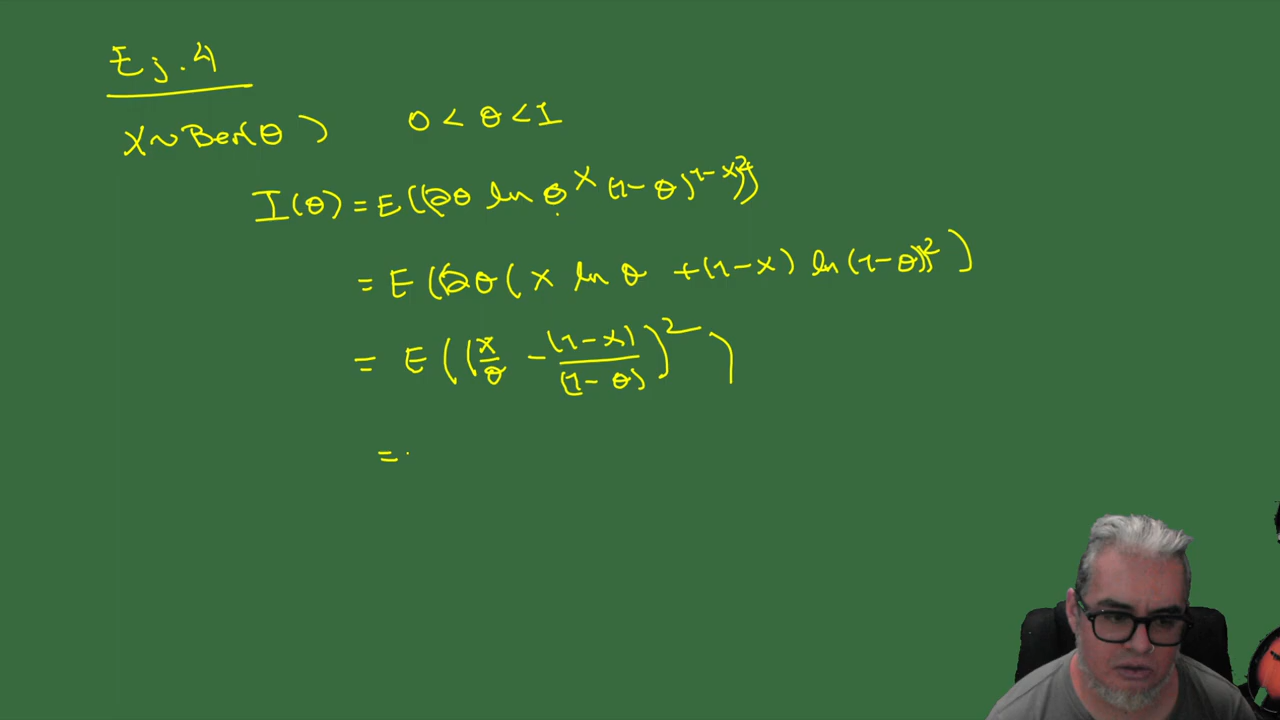 Ej. 4
X~Ber(θ) 0 < θ < 1
I(θ) = E((∂θ ln θ^x (1-θ)^1-x)²)
= E((∂θ(x ln θ + (1-x) ln(1-θ)))²)
= E((x/θ - (1-x)/(1-θ))²)
=